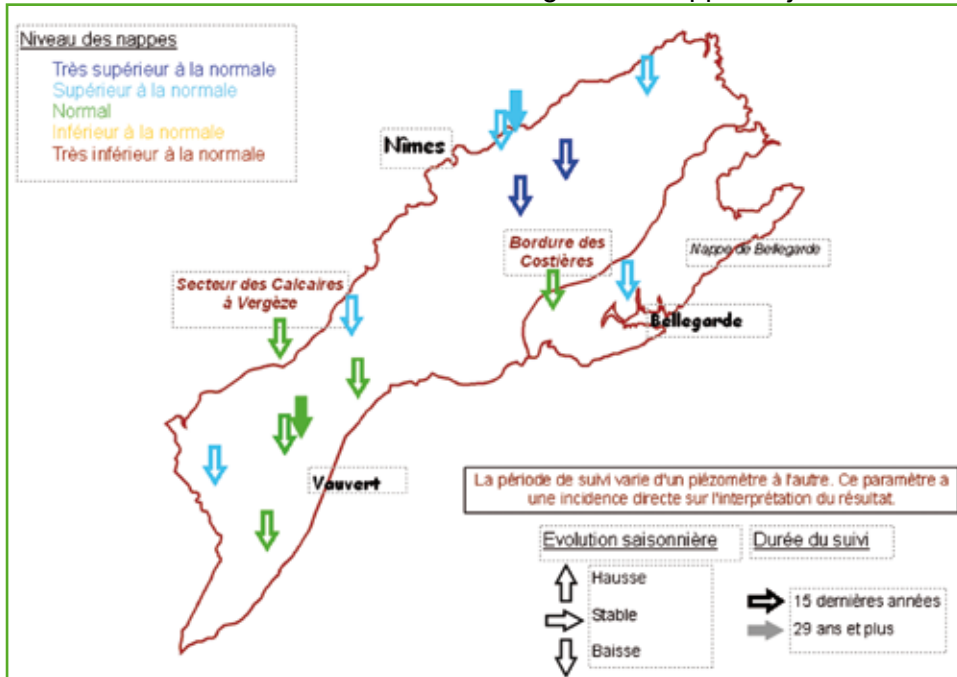 Niveau des nappes
Très supérieur à la normale
Supérieur à la normale
Normal
Inférieur à la normale
Très inférieur à la normale
Nîmes
Bordure des
Costières
Nappe de Bellegarde
Secteur des Calcaires
à Vergèze
Bellegarde
Vauvert
La période de suivi varie d'un piézomètre à l'autre. Ce paramètre a
une incidence directe sur l'interprétation du résultat.
Evolution saisonnière
Hausse
Stable
Baisse
Durée du suivi
15 dernières années
29 ans et plus